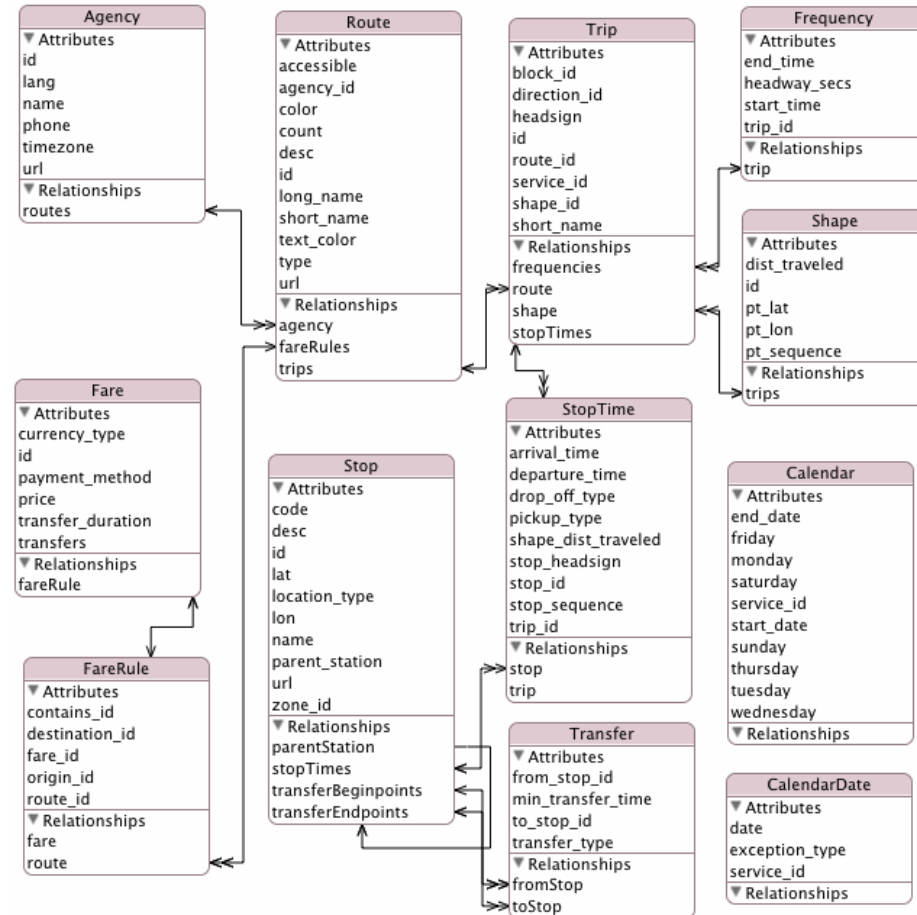 Agency
▼ Attributes
id
lang
name
phone
timezone
url
▼ Relationships
routes
Route
▼ Attributes
accessible
agency_id
color
count
desc
id
long_name
short_name
text_color
type
url
▼ Relationships
agency
fareRules
trips
Trip
▼ Attributes
block_id
direction_id
headsign
id
route_id
service_id
shape_id
short_name
▼ Relationships
frequencies
route
shape
stopTimes
Frequency
▼ Attributes
end_time
headway_secs
start_time
trip_id
▼ Relationships
trip
Shape
▼ Attributes
dist_traveled
id
pt_lat
pt_lon
pt_sequence
▼ Relationships
trips
Fare
▼ Attributes
currency_type
id
payment_method
price
transfer_duration
transfers
▼ Relationships
fareRule
Stop
▼ Attributes
code
desc
id
lat
location_type
lon
name
parent_station
url
zone_id
▼ Relationships
parentStation
stopTimes
transferBeginpoints
transferEndpoints
StopTime
▼ Attributes
arrival_time
departure_time
drop_off_type
pickup_type
shape_dist_traveled
stop_headsign
stop_id
stop_sequence
trip_id
▼ Relationships
stop
trip
Calendar
▼ Attributes
end_date
friday
monday
saturday
service_id
start_date
sunday
thursday
tuesday
wednesday
▼ Relationships
FareRule
▼ Attributes
contains_id
destination_id
fare_id
origin_id
route_id
▼ Relationships
fare
route
Transfer
▼ Attributes
from_stop_id
min_transfer_time
to_stop_id
transfer_type
▼ Relationships
fromStop
toStop
CalendarDate
▼ Attributes
date
exception_type
service_id
▼ Relationships